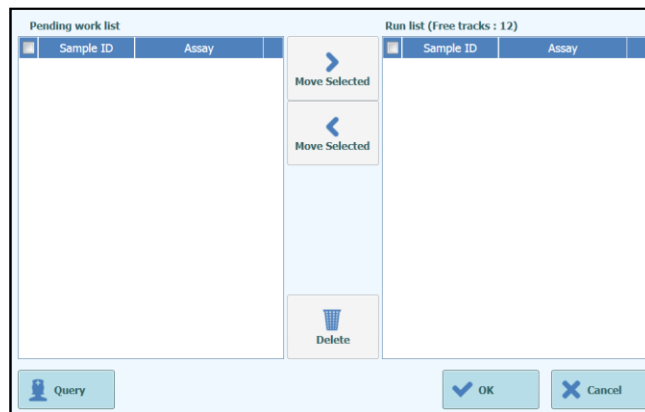 Pending work list
Run list (Free tracks : 12)
Sample ID Assay
Sample ID Assay
Move Selected
Move Selected
Delete
Query
OK
Cancel